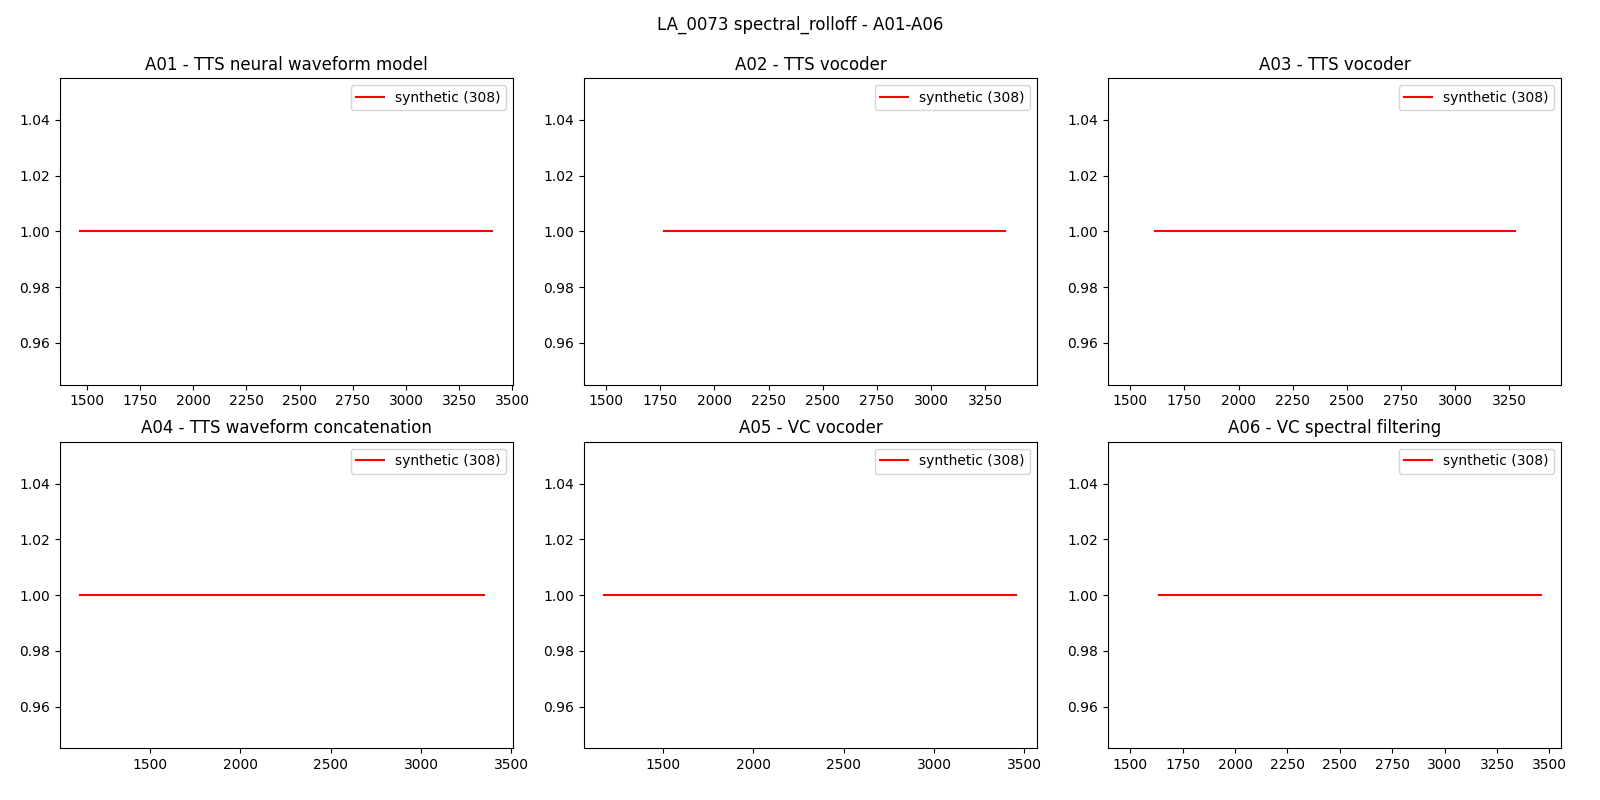 LA_0073 spectral_rolloff - A01-A06
A01 - TTS neural waveform model
synthetic (308)
1.04
1.02
1.00
0.98
0.96
1500 1750 2000 2250 2500 2750 3000 3250 3500
A02 - TTS vocoder
synthetic (308)
1.04
1.02
1.00
0.98
0.96
1500 1750 2000 2250 2500 2750 3000 3250
A03 - TTS vocoder
synthetic (308)
1.04
1.02
1.00
0.98
0.96
1500 1750 2000 2250 2500 2750 3000 3250
A04 - TTS waveform concatenation
synthetic (308)
1.04
1.02
1.00
0.98
0.96
1500 2000 2500 3000 3500
A05 - VC vocoder
synthetic (308)
1.04
1.02
1.00
0.98
0.96
1500 2000 2500 3000 3500
A06 - VC spectral filtering
synthetic (308)
1.04
1.02
1.00
0.98
0.96
1500 1750 2000 2250 2500 2750 3000 3250 3500